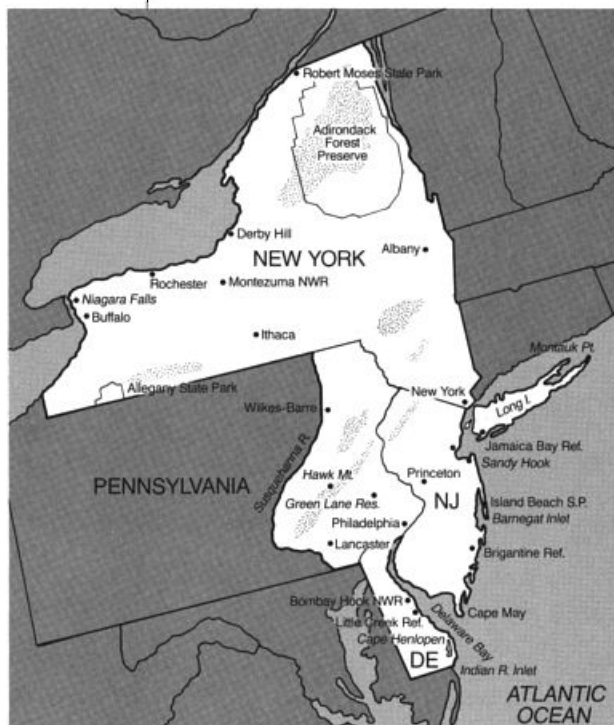 Robert Moses State Park
Adirondack
Forest
Preserve
Derby Hill
NEW YORK
Albany
Rochester
Montezuma NWR
Niagara Falls
Buffalo
Ithaca
Montauk Pt.
Allegany State Park
New York
Long I.
Wilkes-Barre
Jamaica Bay Ref.
Sandy Hook
Susquehanna R.
Hawk Mt.
Princeton
PENNSYLVANIA
Green Lane Res.
NJ
Island Beach S.P.
Barnegat Inlet
Philadelphia
Lancaster
Brigantine Ref.
Bombay Hook NWR
Little Creek Ref.
Cape May
Delaware Bay
Cape Henlopen
DE
Indian R. Inlet
ATLANTIC
OCEAN